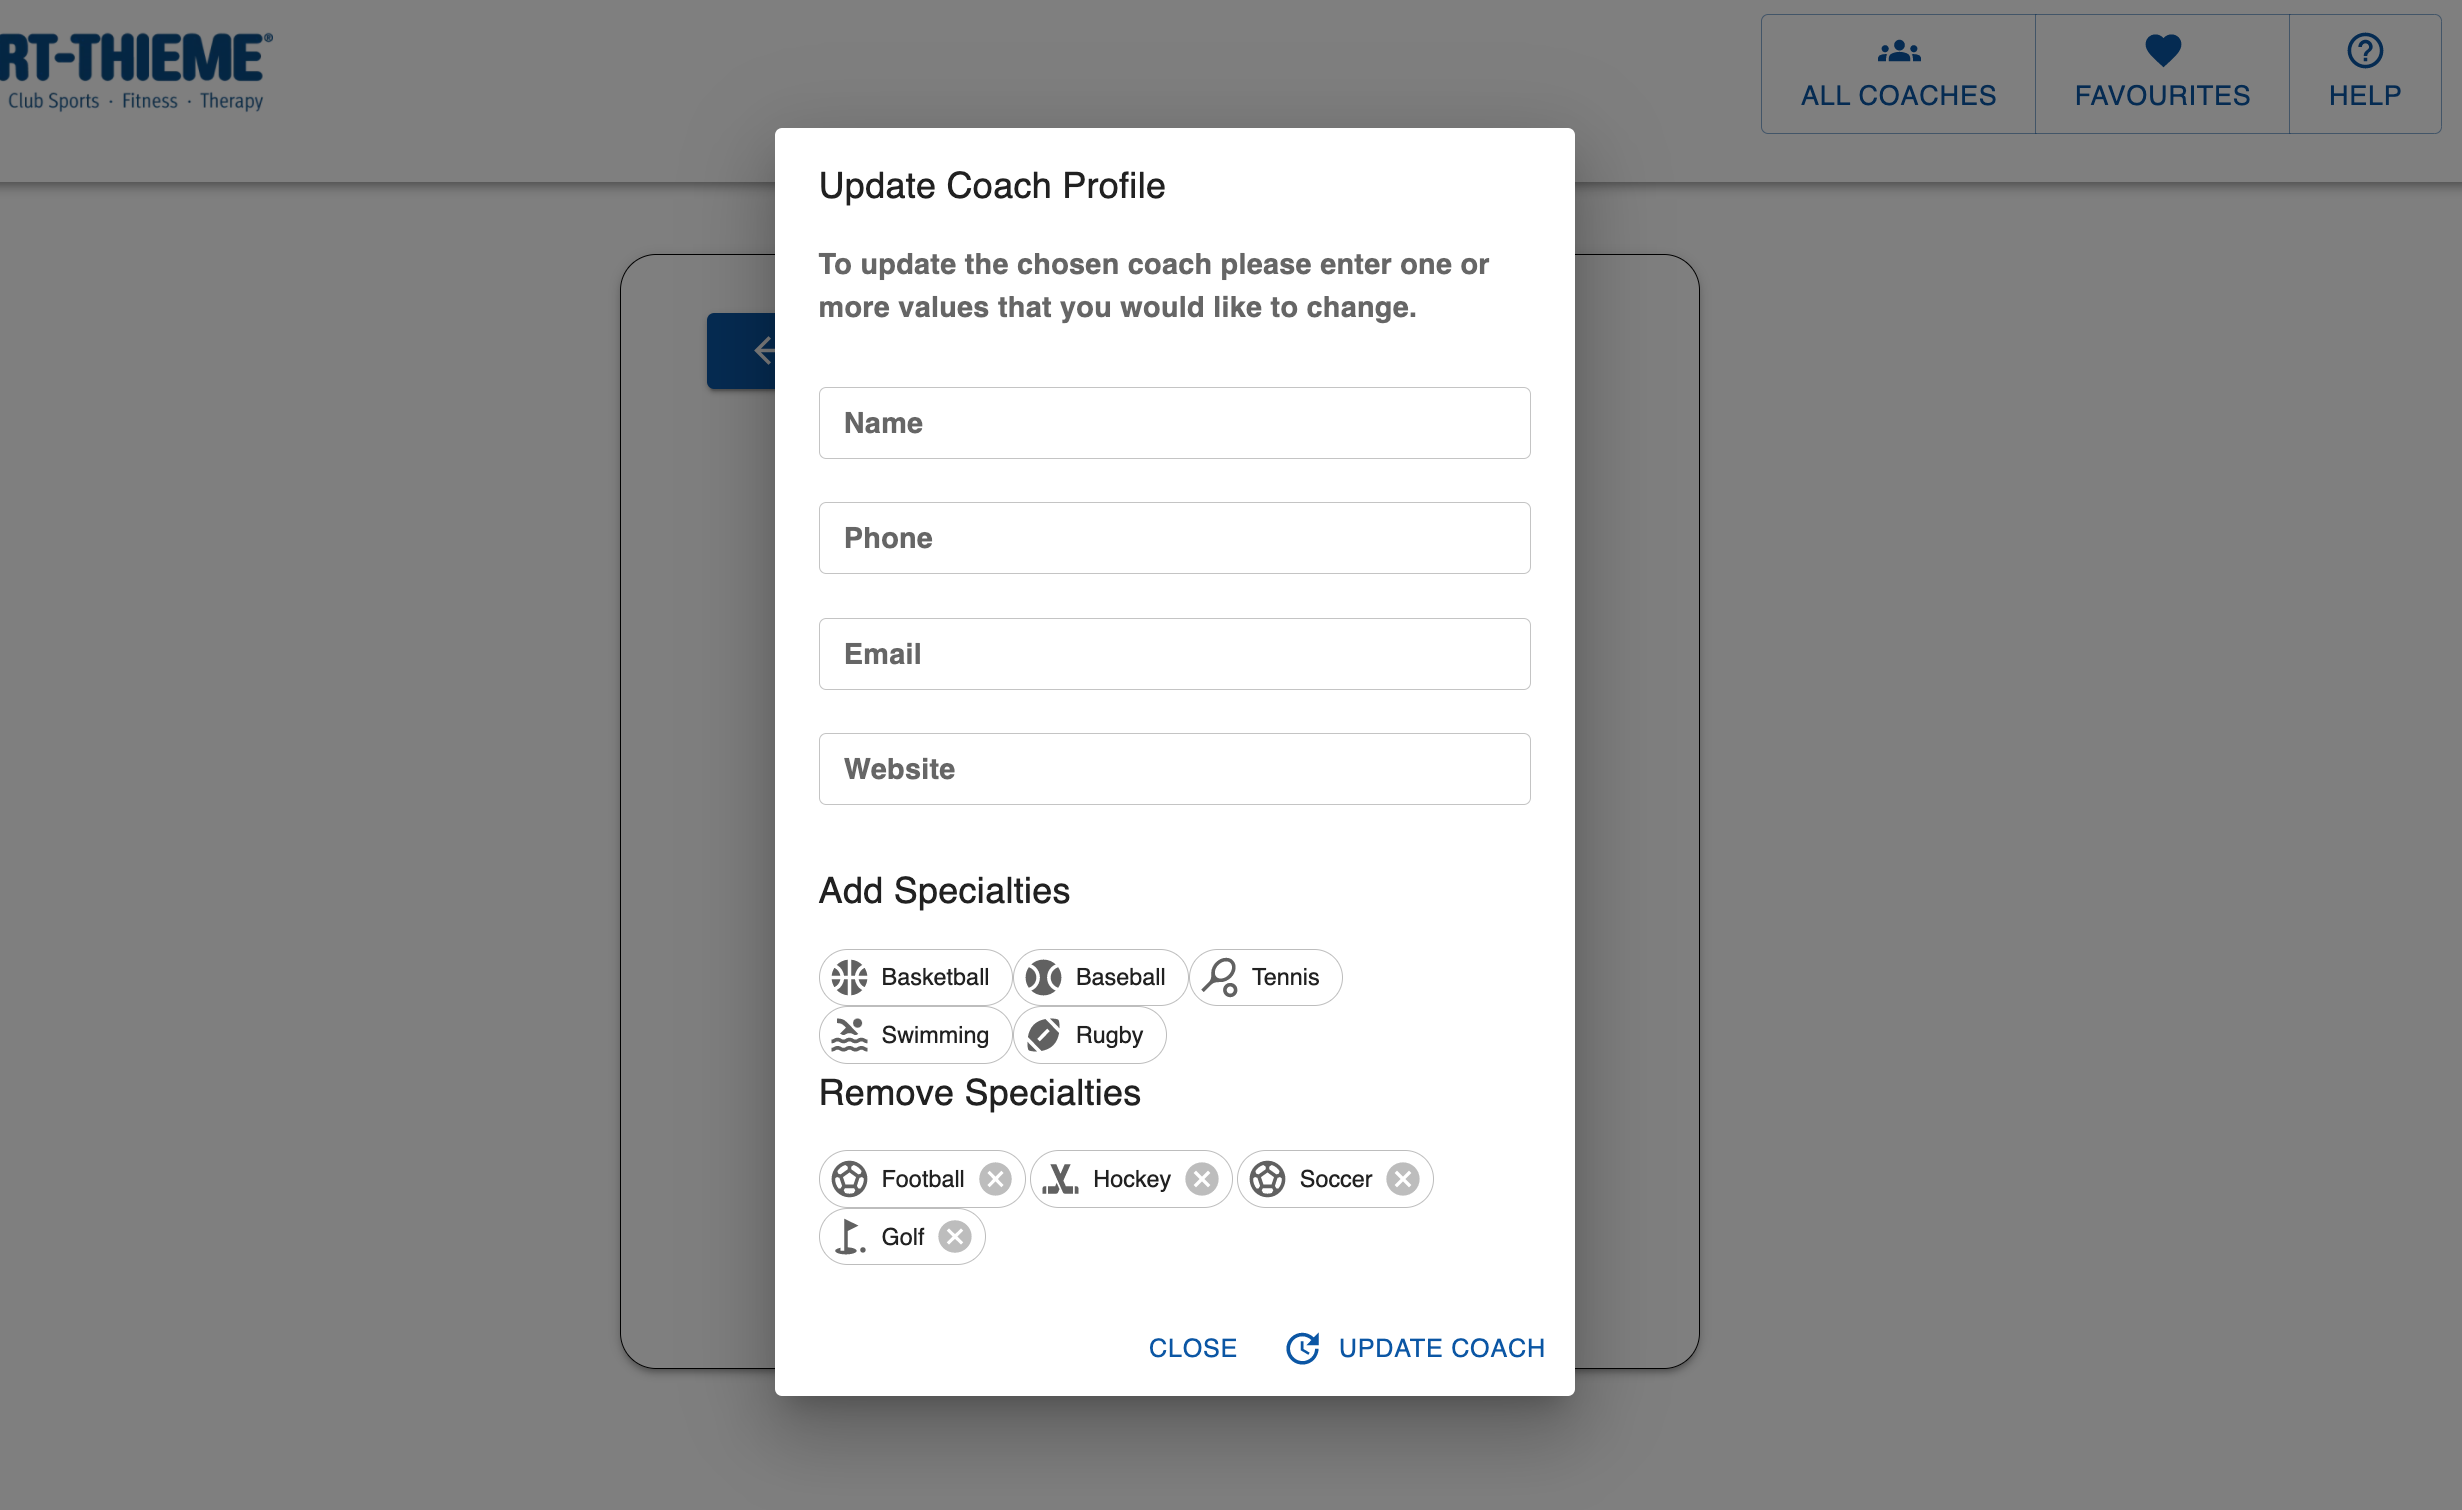 RT-THIEME®
Club Sports · Fitness · Therapy
ALL COACHES
FAVOURITES
HELP
Update Coach Profile
To update the chosen coach please enter one or
more values that you would like to change.
Name
Phone
Email
Website
Add Specialties
Basketball Baseball Tennis
Swimming Rugby
Remove Specialties
Football Hockey Soccer
Golf
CLOSE UPDATE COACH